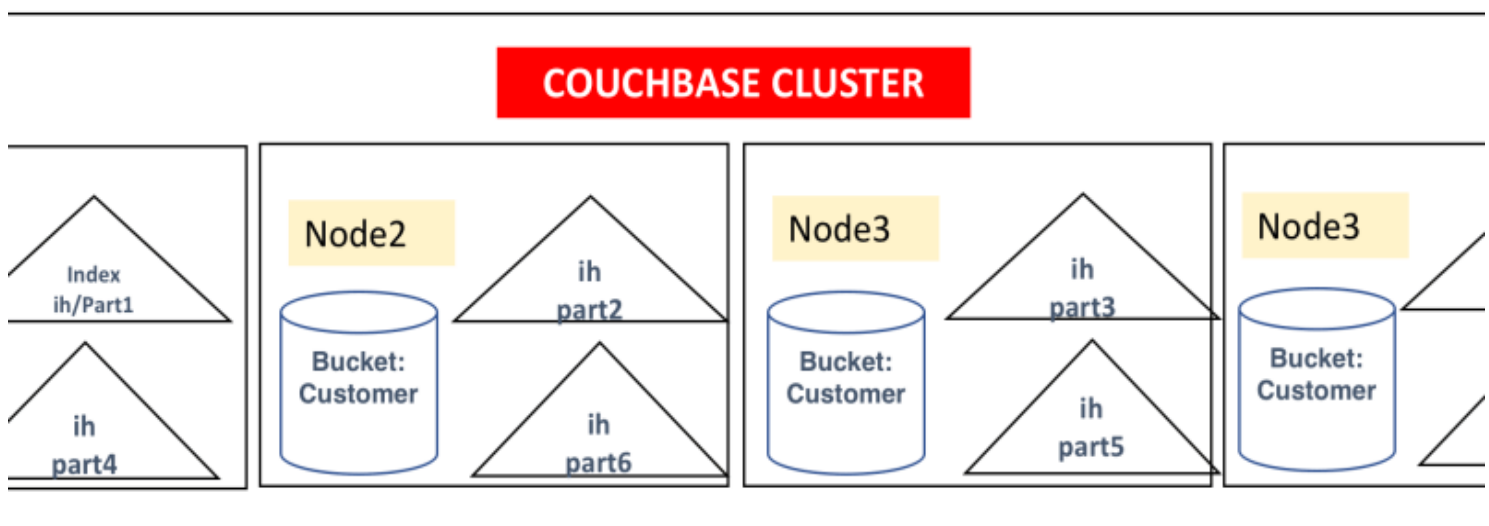 COUCHBASE CLUSTER
Index
ih/Part1
ih
part4
Node2
ih
part2
Bucket:
Customer
ih
part6
Node3
ih
part3
Bucket:
Customer
ih
part5
Node3
Bucket:
Customer